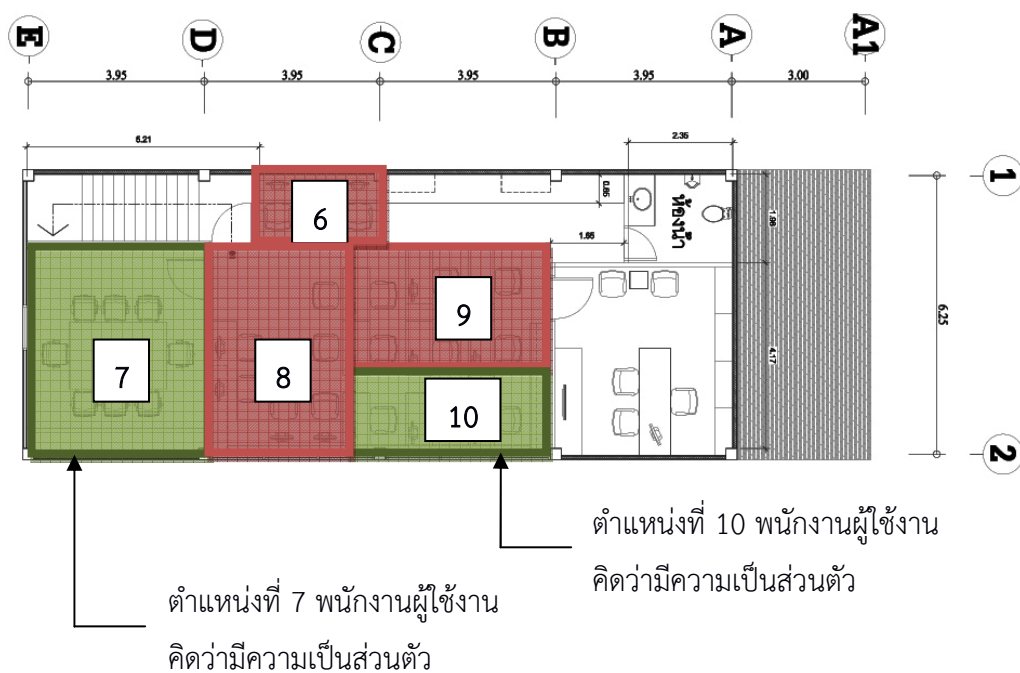 E D C B A A1
3.95 3.95 3.95 3.95 3.00
6.21 2.35
1
6
0.85
ห้องน้ำ
1.98
1.65
9
6.25
7 8
4.17
10
2
ตำแหน่งที่ 10 พนักงานผู้ใช้งาน
คิดว่ามีความเป็นส่วนตัว
ตำแหน่งที่ 7 พนักงานผู้ใช้งาน
คิดว่ามีความเป็นส่วนตัว